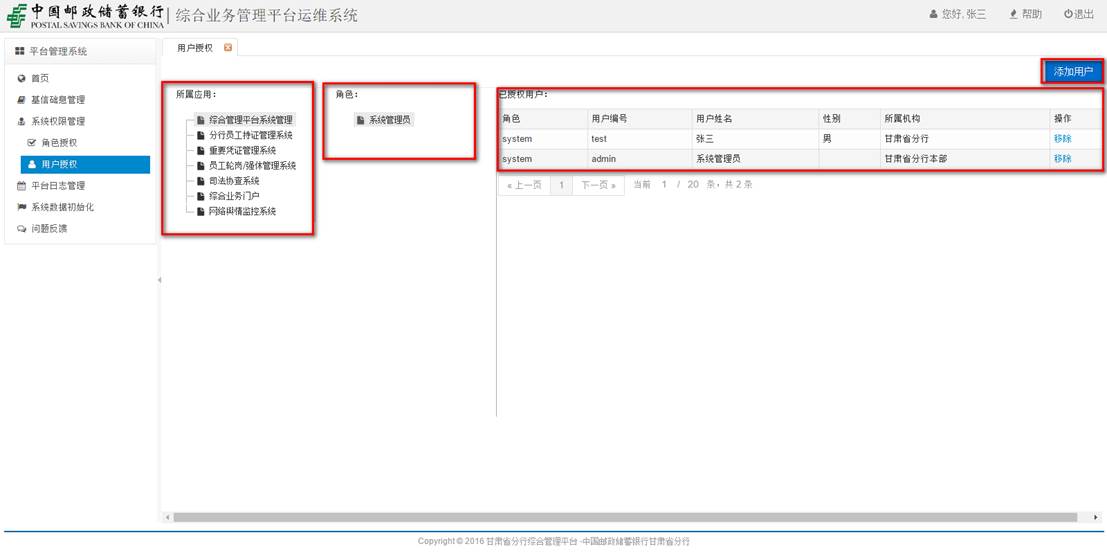 中国邮政储蓄银行
POSTAL SAVINGS BANK OF CHINA
综合业务管理平台运维系统
您好,张三 帮助 退出
平台管理系统
首页
基信础息管理
系统权限管理
角色授权
用户授权
平台日志管理
系统数据初始化
问题反馈
用户授权
添加用户
所属应用：
综合管理平台系统管理
分行员工持证管理系统
重要凭证管理系统
员工轮岗/强休管理系统
司法协查系统
综合业务门户
网络舆情监控系统
角色：
系统管理员
已授权用户：
角色 用户编号 用户姓名 性别 所属机构 操作
system test 张三 男 甘肃省分行 移除
system admin 系统管理员 甘肃省分行本部 移除
« 上一页 1 下一页 » 当前 1 / 20 条，共 2 条
Copyright © 2016 甘肃省分行综合管理平台 -中国邮政储蓄银行甘肃省分行